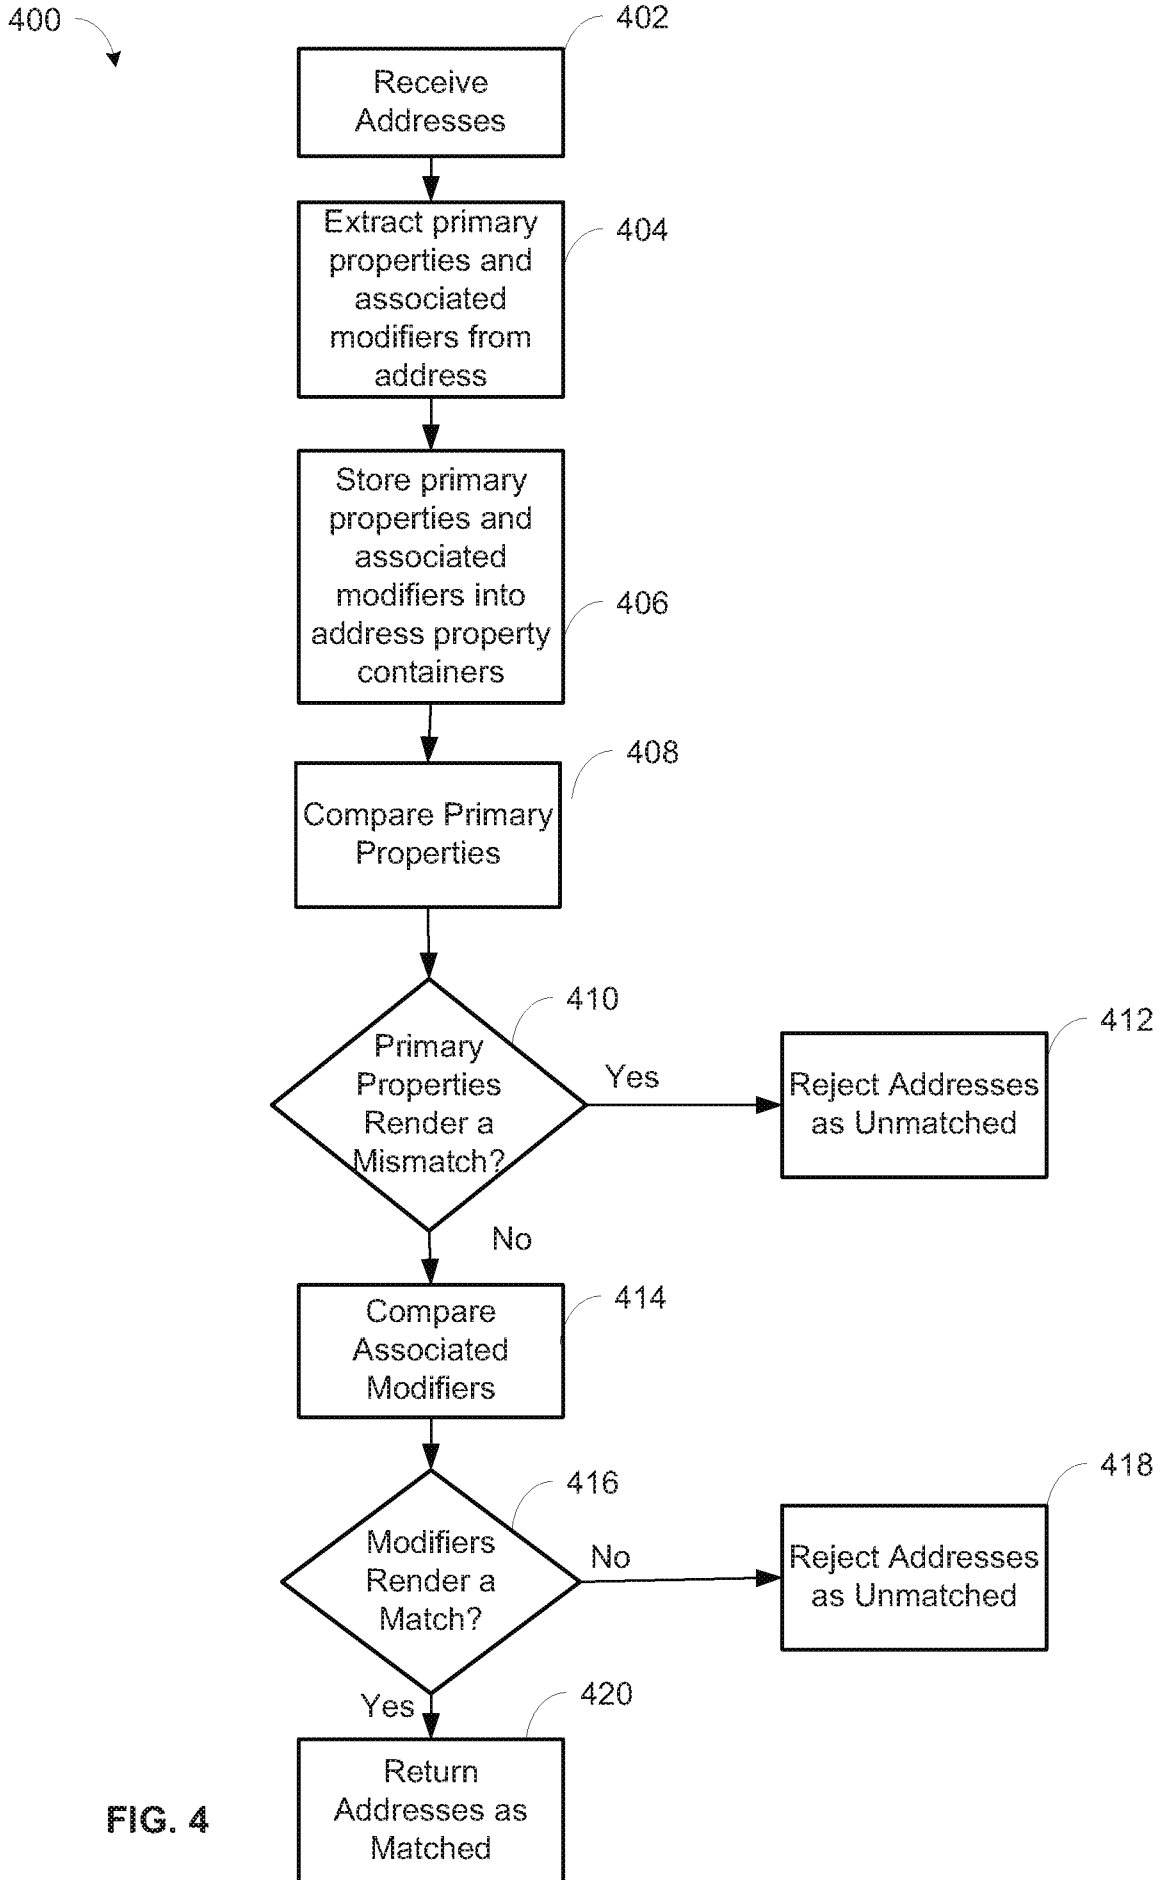 400
402
Receive
Addresses
404
Extract primary
properties and
associated
modifiers from
address
Store primary
properties and
associated
modifiers into
address property
containers
406
408
Compare Primary
Properties
410
Primary
Properties
Render a
Mismatch?
Yes
412
Reject Addresses
as Unmatched
No
414
Compare
Associated
Modifiers
416
Modifiers
Render a
Match?
No
418
Reject Addresses
as Unmatched
Yes
420
Return
Addresses as
Matched
FIG. 4